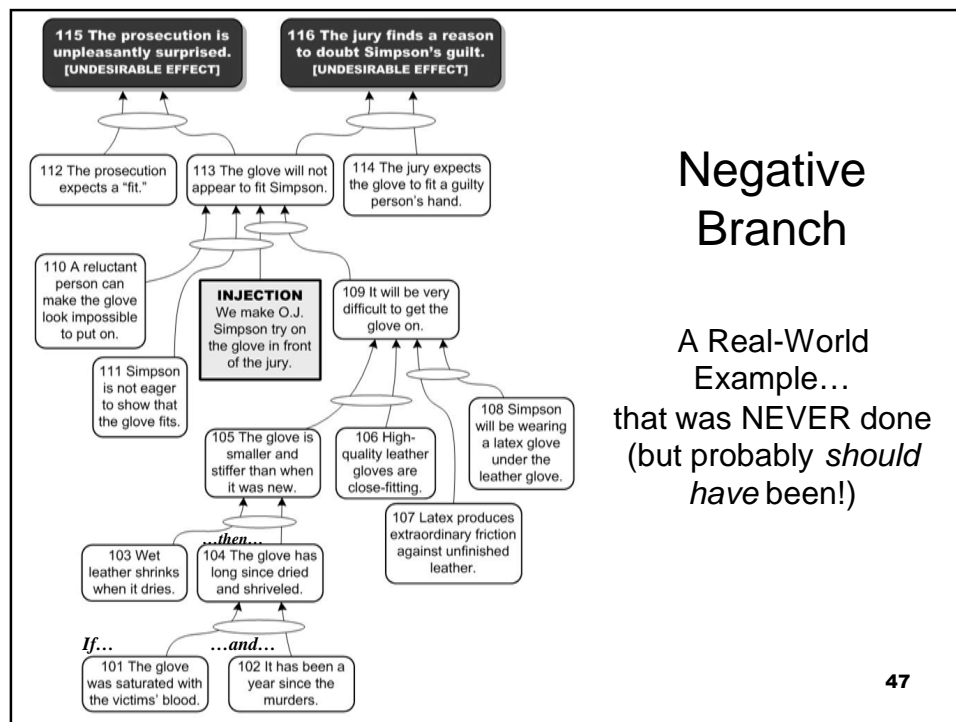 115 The prosecution is
unpleasantly surprised.
[UNDESIRABLE EFFECT]
116 The jury finds a reason
to doubt Simpson's guilt.
[UNDESIRABLE EFFECT]
112 The prosecution
expects a "fit."
113 The glove will not
appear to fit Simpson.
114 The jury expects
the glove to fit a guilty
person's hand.
Negative
Branch
110 A reluctant
person can
make the glove
look impossible
to put on.
INJECTION
We make O.J.
Simpson try on
the glove in front
of the jury.
109 It will be very
difficult to get the
glove on.
A Real-World
Example…
that was NEVER done
(but probably should
have been!)
111 Simpson
is not eager
to show that
the glove fits.
105 The glove is
smaller and
stiffer than when
it was new.
106 High-
quality leather
gloves are
close-fitting.
108 Simpson
will be wearing
a latex glove
under the
leather glove.
107 Latex produces
extraordinary friction
against unfinished
leather.
…then…
103 Wet
leather shrinks
when it dries.
104 The glove has
long since dried
and shriveled.
If… …and…
101 The glove
was saturated with
the victims' blood.
102 It has been a
year since the
murders.
47